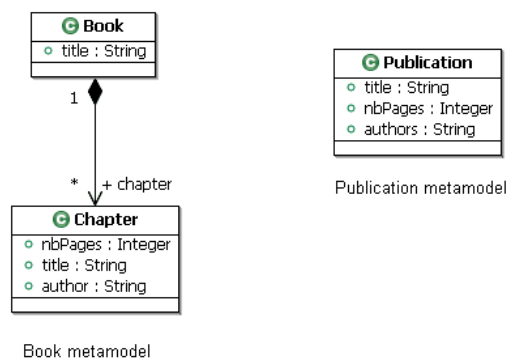 C Book
title : String
1
* + chapter
C Chapter
nbPages : Integer
title : String
author : String
Book metamodel
C Publication
title : String
nbPages : Integer
authors : String
Publication metamodel